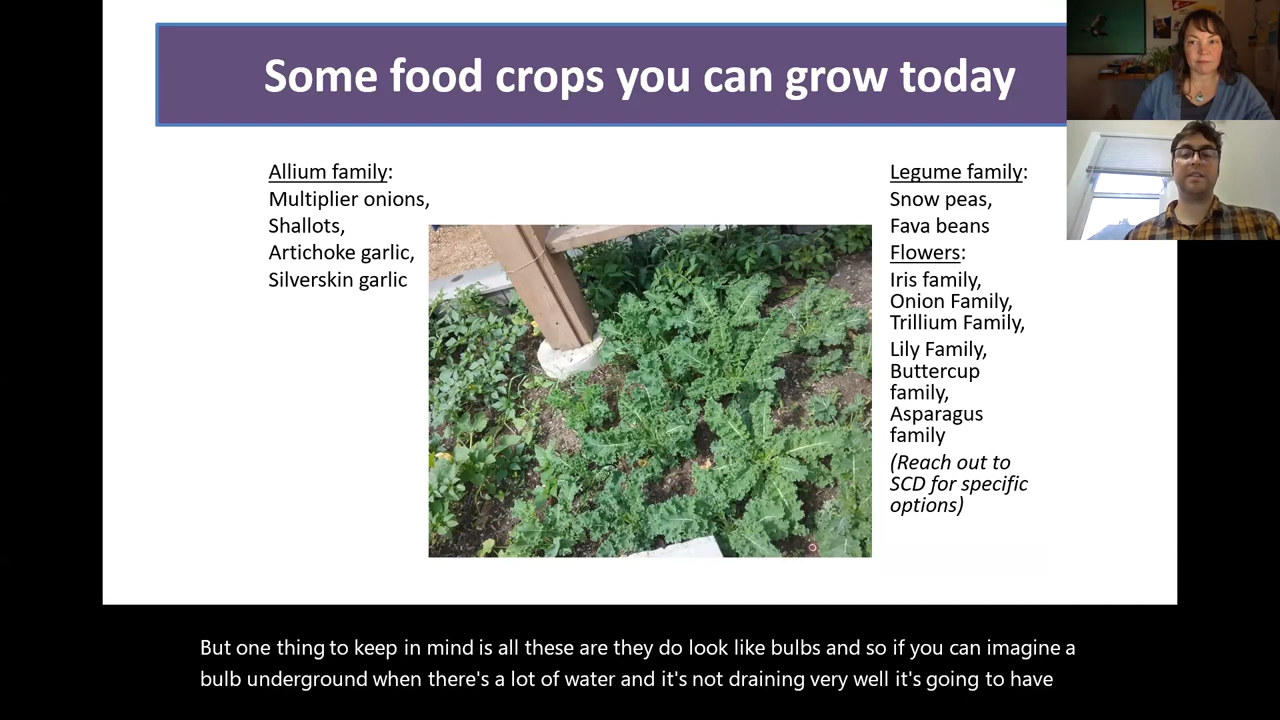 Some food crops you can grow today
Allium family:
Multiplier onions,
Shallots,
Artichoke garlic,
Silverskin garlic
Legume family:
Snow peas,
Fava beans
Flowers:
Iris family,
Onion Family,
Trillium Family,
Lily Family,
Buttercup
family,
Asparagus
family
(Reach out to
SCD for specific
options)
But one thing to keep in mind is all these are they do look like bulbs and so if you can imagine a
bulb underground when there's a lot of water and it's not draining very well it's going to have